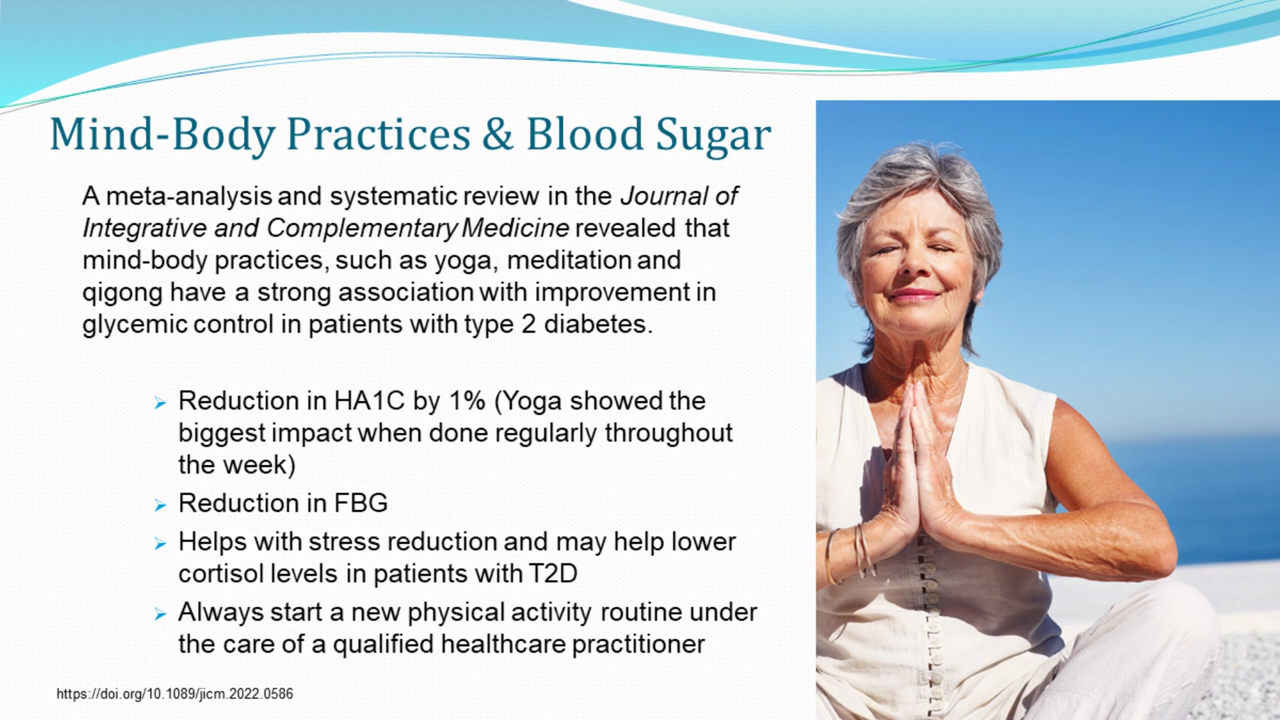 Mind-Body Practices & Blood Sugar
A meta-analysis and systematic review in the Journal of
Integrative and Complementary Medicine revealed that
mind-body practices, such as yoga, meditation and
qigong have a strong association with improvement in
glycemic control in patients with type 2 diabetes.
Reduction in HA1C by 1% (Yoga showed the
biggest impact when done regularly throughout
the week)
Reduction in FBG
Helps with stress reduction and may help lower
cortisol levels in patients with T2D
Always start a new physical activity routine under
the care of a qualified healthcare practitioner
https://doi.org/10.1089/jicm.2022.0586